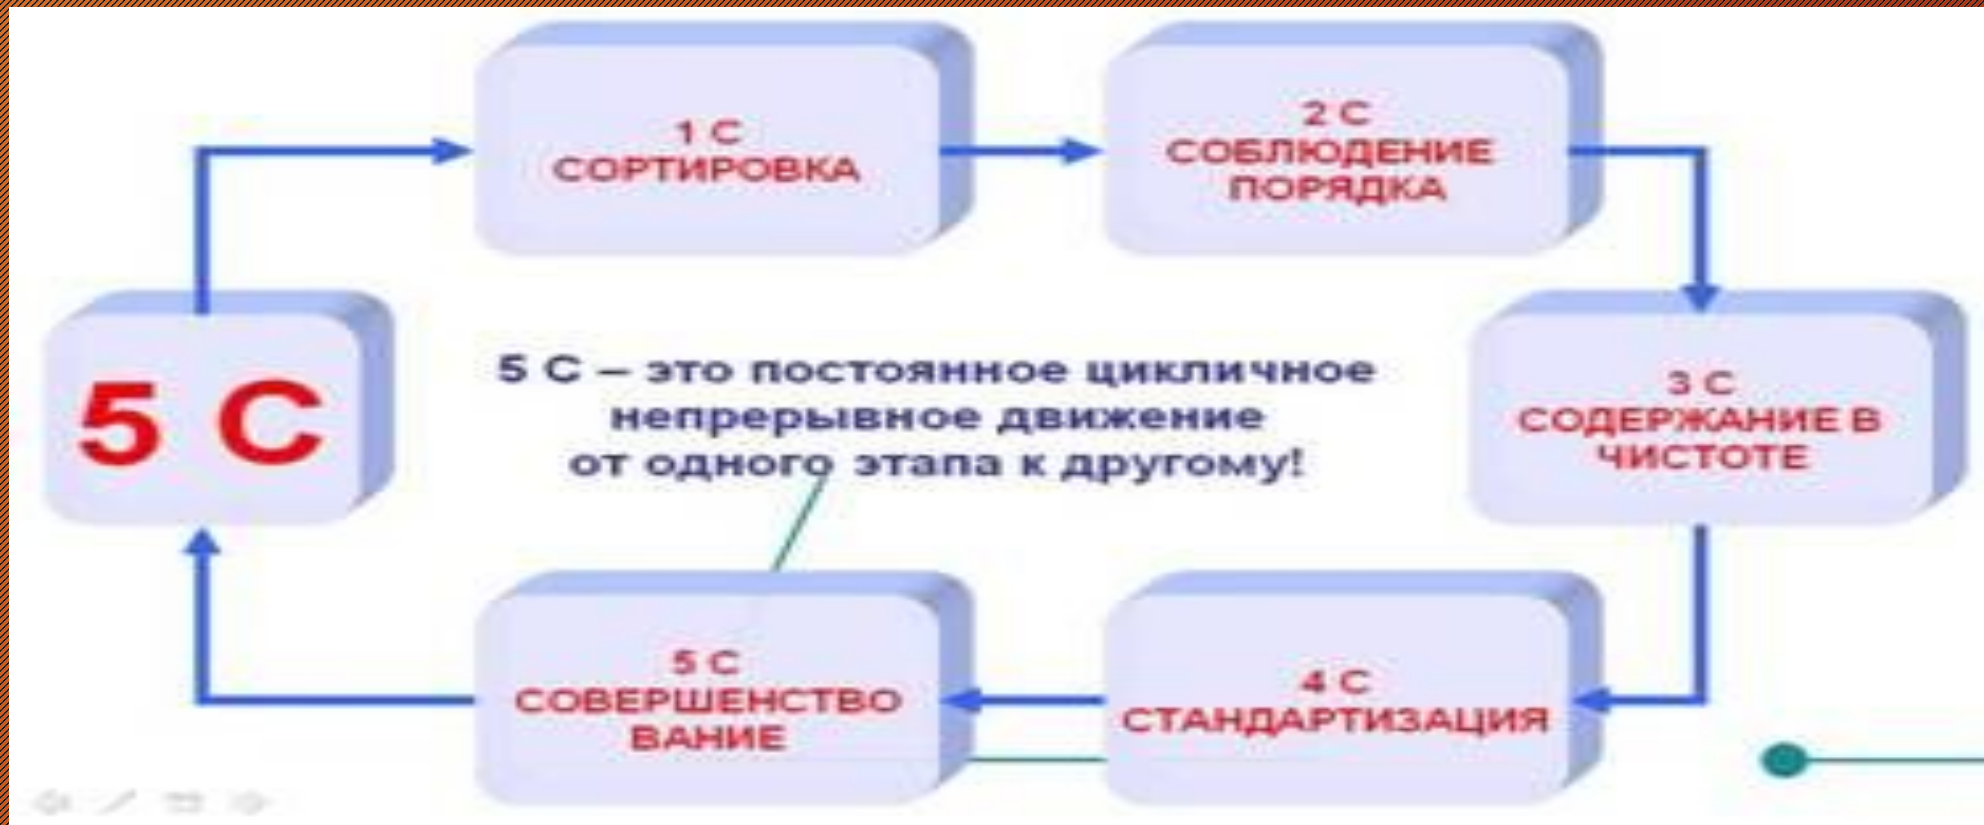 1 С
СОРТИРОВКА
2 С
СОБЛЮДЕНИЕ
ПОРЯДКА
5 С
5 С – это постоянное цикличное
непрерывное движение
от одного этапа к другому!
3 С
СОДЕРЖАНИЕ В
ЧИСТОТЕ
5 С
СОВЕРШЕНСТВО
ВАНИЕ
4 С
СТАНДАРТИЗАЦИЯ